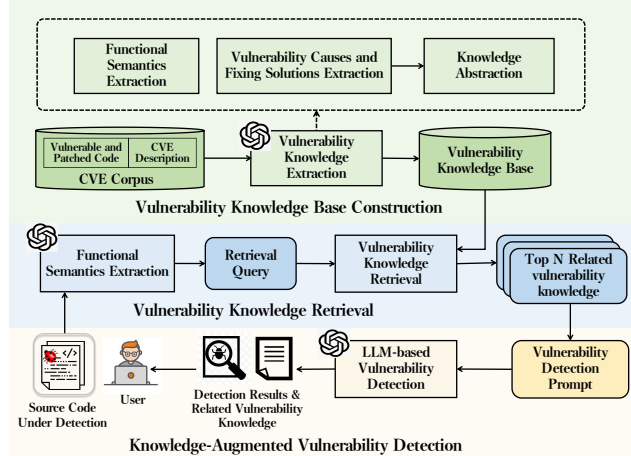 Functional
Semantics
Extraction
Vulnerability Causes and
Fixing Solutions Extraction
Knowledge
Abstraction
Vulnerable and
Patched Code
CVE
Description
CVE Corpus
Vulnerability
Knowledge
Extraction
Vulnerability
Knowledge Base
Vulnerability Knowledge Base Construction
Functional
Semantics Extraction
Retrieval
Query
Vulnerability
Knowledge
Retrieval
Top N Related
vulnerability
knowledge
Vulnerability Knowledge Retrieval
Source Code
Under Detection
User
Detection Results &
Related Vulnerability
Knowledge
LLM-based
Vulnerability
Detection
Vulnerability
Detection
Prompt
Knowledge-Augmented Vulnerability Detection